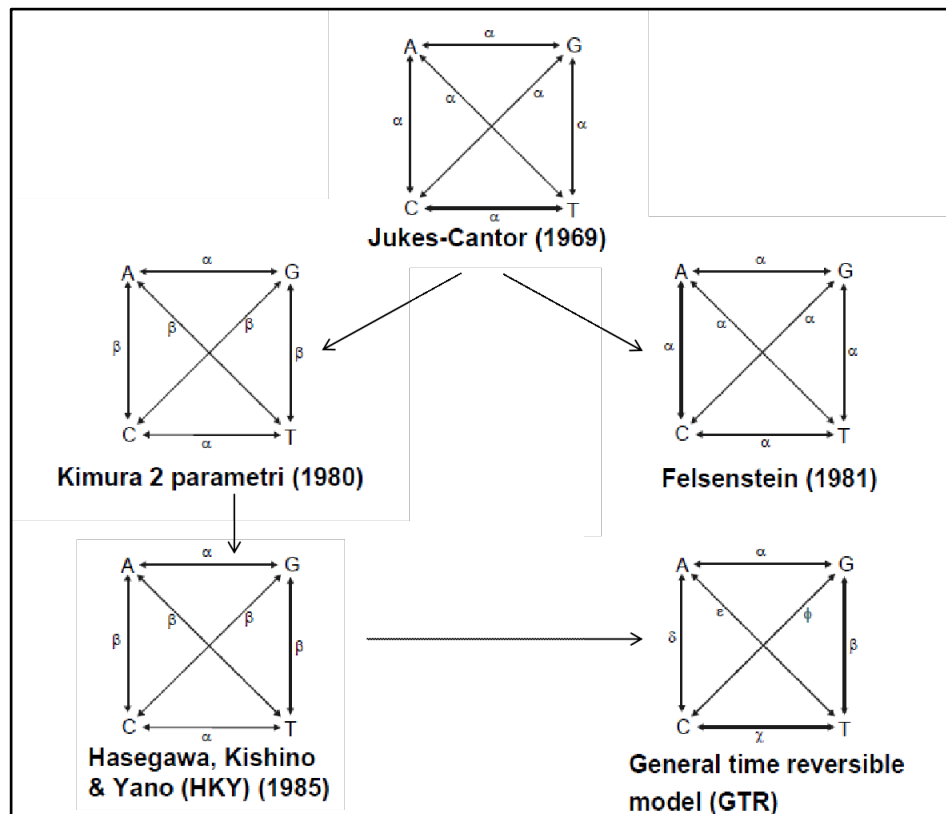 α
A G
α α
α α
C T
α
Jukes-Cantor (1969)
α
A G
β β
β β
C T
α
Kimura 2 parametri (1980)
α
A G
α α
α α
C T
α
Felsenstein (1981)
α
A G
β β
β β
C T
α
Hasegawa, Kishino
& Yano (HKY) (1985)
α
A G
ε ϕ
δ β
C T
χ
General time reversible
model (GTR)